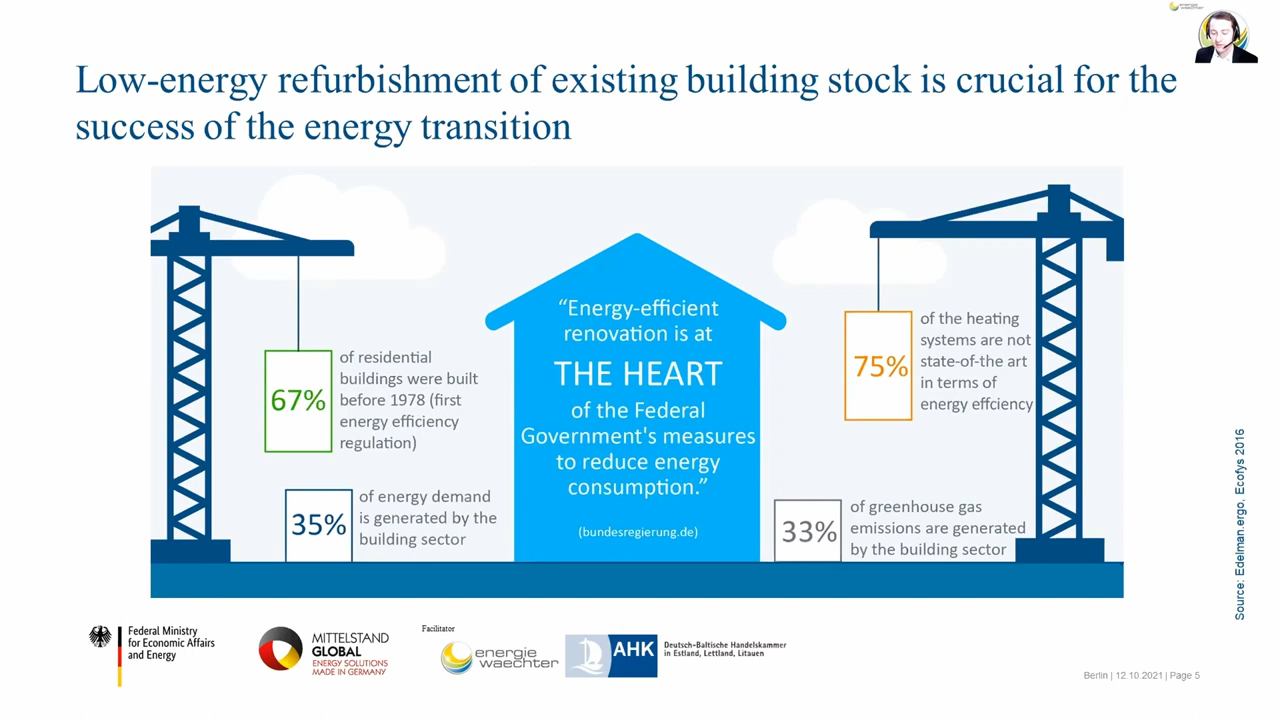 energie
waechter
Low-energy refurbishment of existing building stock is crucial for the
success of the energy transition
67%
of residential
buildings were built
before 1978 (first
energy efficiency
regulation)
35%
of energy demand
is generated by the
building sector
“Energy-efficient
renovation is at
THE HEART
of the Federal
Government's measures
to reduce energy
consumption.”
(bundesregierung.de)
75%
of the heating
systems are not
state-of-the art
in terms of
energy effciency
33%
of greenhouse gas
emissions are generated
by the building sector
Source: Edelman.ergo, Ecofys 2016
Federal Ministry
for Economic Affairs
and Energy
MITTELSTAND
GLOBAL
ENERGY SOLUTIONS
MADE IN GERMANY
Facilitator
energie
waechter
AHK
Deutsch-Baltische Handelskammer
in Estland, Lettland, Litauen
Berlin | 12.10.2021 | Page 5